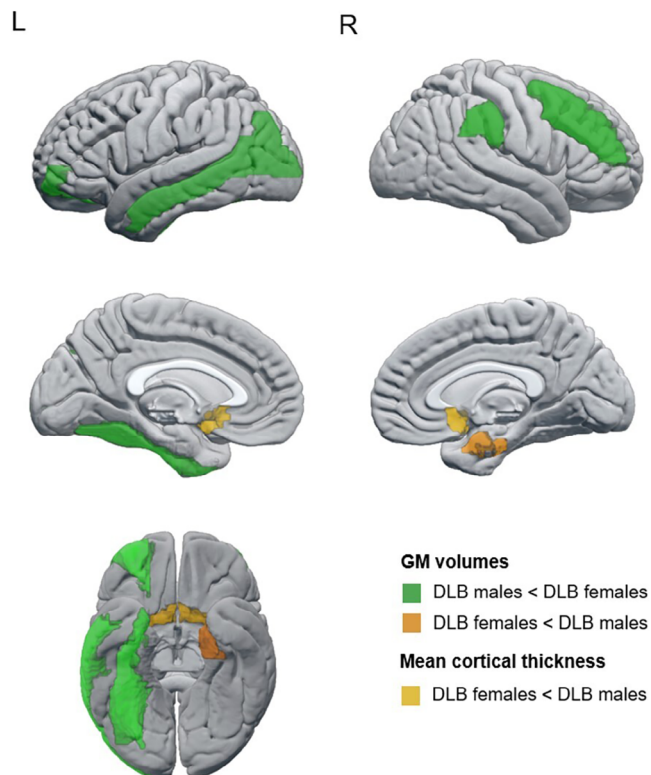 L
R
GM volumes
DLB males < DLB females
DLB females < DLB males
Mean cortical thickness
DLB females < DLB males